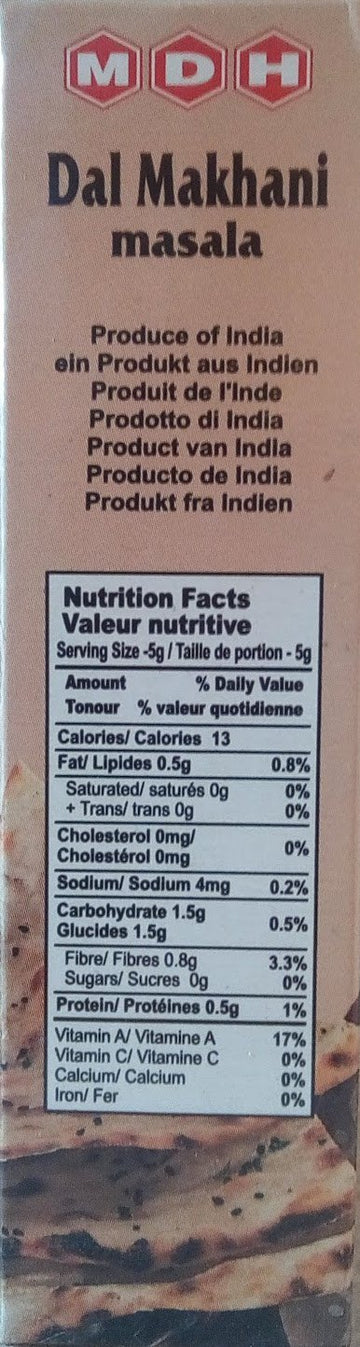 MDH
Dal Makhani
masala
Produce of India
ein Produkt aus Indien
Produit de l'Inde
Prodotto di India
Product van India
Producto de India
Produkt fra Indien
Nutrition Facts
Valeur nutritive
Serving Size -5g / Taille de portion - 5g
Amount % Daily Value
Tonour % valeur quotidienne
Calories/ Calories 13
Fat/ Lipides 0.5g 0.8%
Saturated/ saturés 0g 0%
+ Trans/ trans 0g 0%
Cholesterol 0mg/
Cholestérol 0mg 0%
Sodium/ Sodium 4mg 0.2%
Carbohydrate 1.5g
Glucides 1.5g 0.5%
Fibre/ Fibres 0.8g 3.3%
Sugars/ Sucres 0g 0%
Protein/ Protéines 0.5g 1%
Vitamin A/ Vitamine A 17%
Vitamin C/ Vitamine C 0%
Calcium/ Calcium 0%
Iron/ Fer 0%